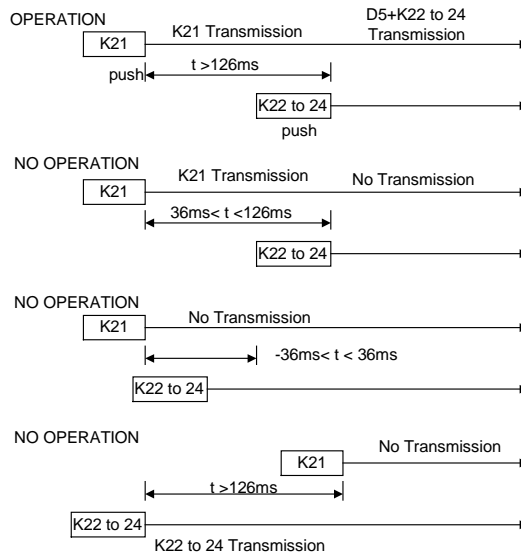 OPERATION
D5+K22 to 24
K21 K21 Transmission Transmission
push t >126ms
K22 to 24
push
NO OPERATION
K21 K21 Transmission No Transmission
36ms< t <126ms
K22 to 24
NO OPERATION
K21 No Transmission
-36ms< t < 36ms
K22 to 24
NO OPERATION
K21 No Transmission
t >126ms
K22 to 24
K22 to 24 Transmission